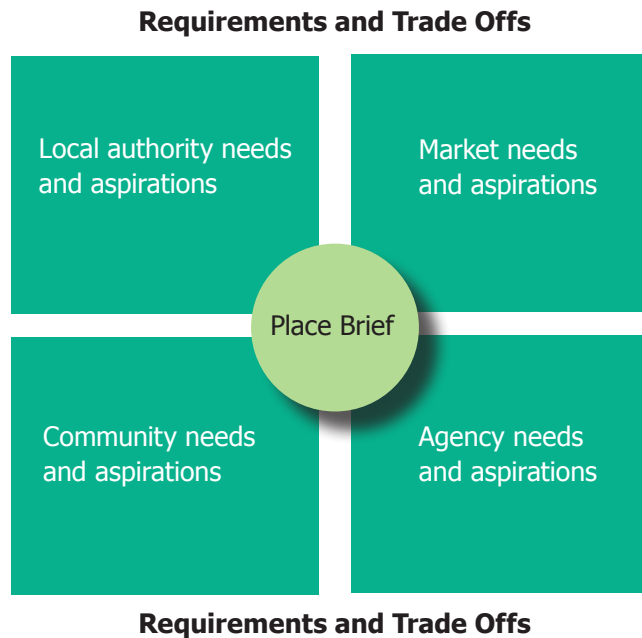 Requirements and Trade Offs
Local authority needs
and aspirations
Market needs
and aspirations
Place Brief
Community needs
and aspirations
Agency needs
and aspirations
Requirements and Trade Offs